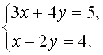 3x + 4y = 5,
x − 2y = 4.